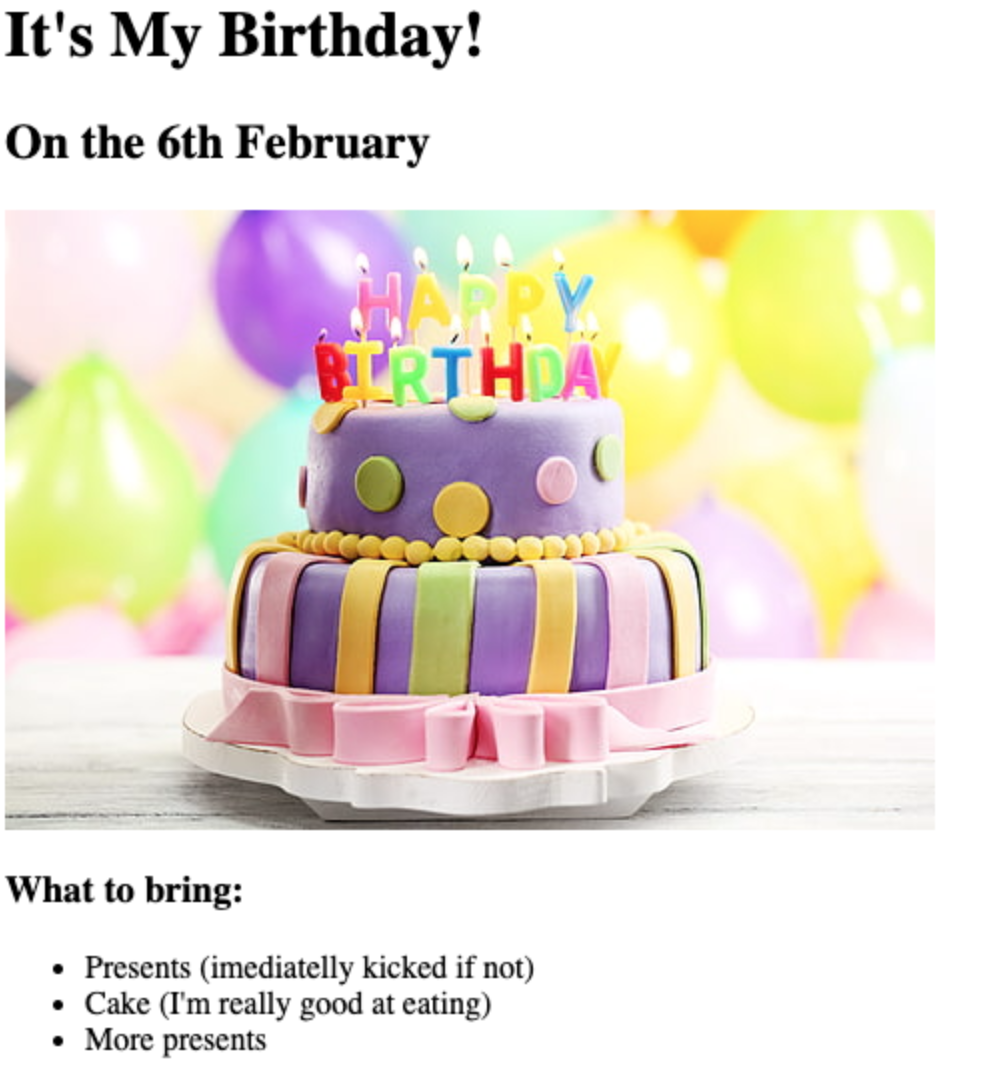 It's My Birthday!
On the 6th February
HAPPY
BIRTHDAY
What to bring:
Presents (imediatelly kicked if not)
Cake (I'm really good at eating)
More presents